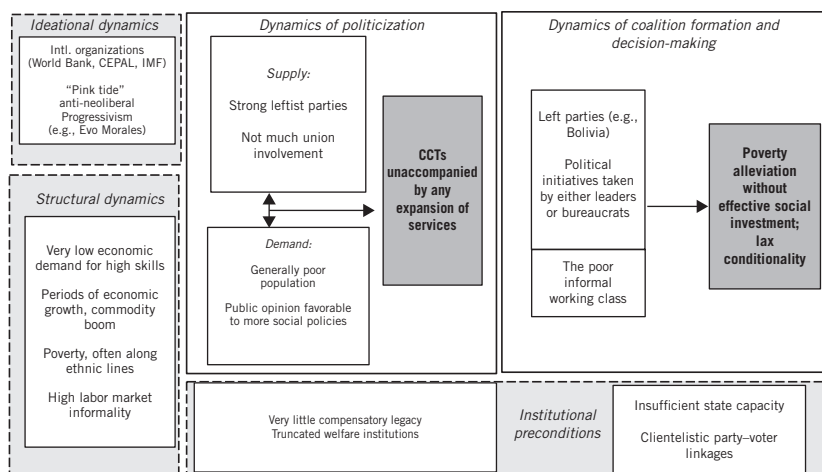 Ideational dynamics
Intl. organizations
(World Bank, CEPAL, IMF)
“Pink tide”
anti-neoliberal
Progressivism
(e.g., Evo Morales)
Structural dynamics
Very low economic
demand for high skills
Periods of economic
growth, commodity
boom
Poverty, often along
ethnic lines
High labor market
informality
Dynamics of politicization
Supply:
Strong leftist parties
Not much union
involvement
Demand:
Generally poor
population
Public opinion favorable
to more social policies
CCTs
unaccompanied
by any
expansion of
services
Dynamics of coalition formation and
decision-making
Left parties (e.g.,
Bolivia)
Political
initiatives taken
by either leaders
or bureaucrats
The poor
informal
working class
Poverty
alleviation
without
effective social
investment;
lax
conditionality
Very little compensatory legacy
Truncated welfare institutions
Institutional
preconditions
Insufficient state capacity
Clientelistic party–voter
linkages